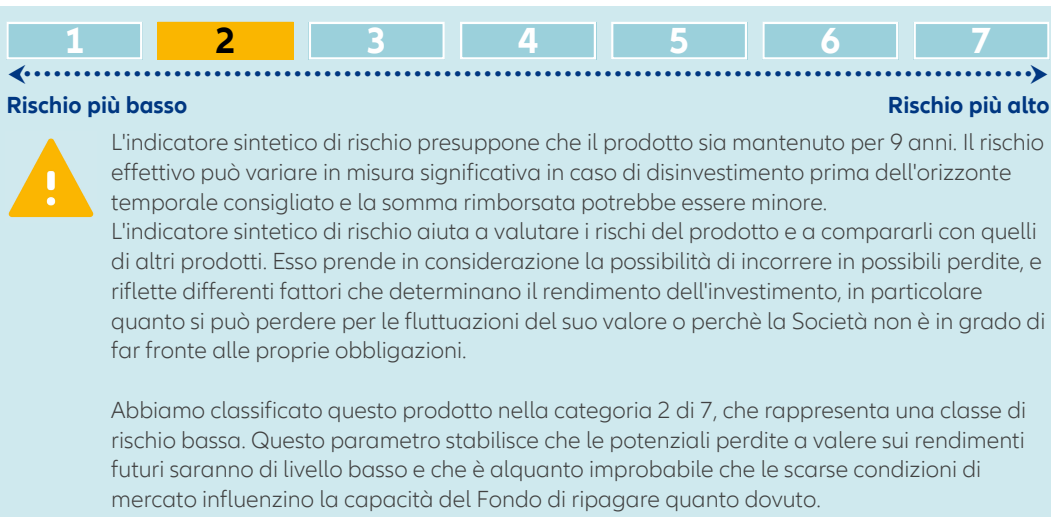 1 2 3 4 5 6 7
Rischio più basso Rischio più alto
L'indicatore sintetico di rischio presuppone che il prodotto sia mantenuto per 9 anni. Il rischio
effettivo può variare in misura significativa in caso di disinvestimento prima dell'orizzonte
temporale consigliato e la somma rimborsata potrebbe essere minore.
L'indicatore sintetico di rischio aiuta a valutare i rischi del prodotto e a compararli con quelli
di altri prodotti. Esso prende in considerazione la possibilità di incorrere in possibili perdite, e
riflette differenti fattori che determinano il rendimento dell'investimento, in particolare
quanto si può perdere per le fluttuazioni del suo valore o perchè la Società non è in grado di
far fronte alle proprie obbligazioni.
Abbiamo classificato questo prodotto nella categoria 2 di 7, che rappresenta una classe di
rischio bassa. Questo parametro stabilisce che le potenziali perdite a valere sui rendimenti
futuri saranno di livello basso e che è alquanto improbabile che le scarse condizioni di
mercato influenzino la capacità del Fondo di ripagare quanto dovuto.